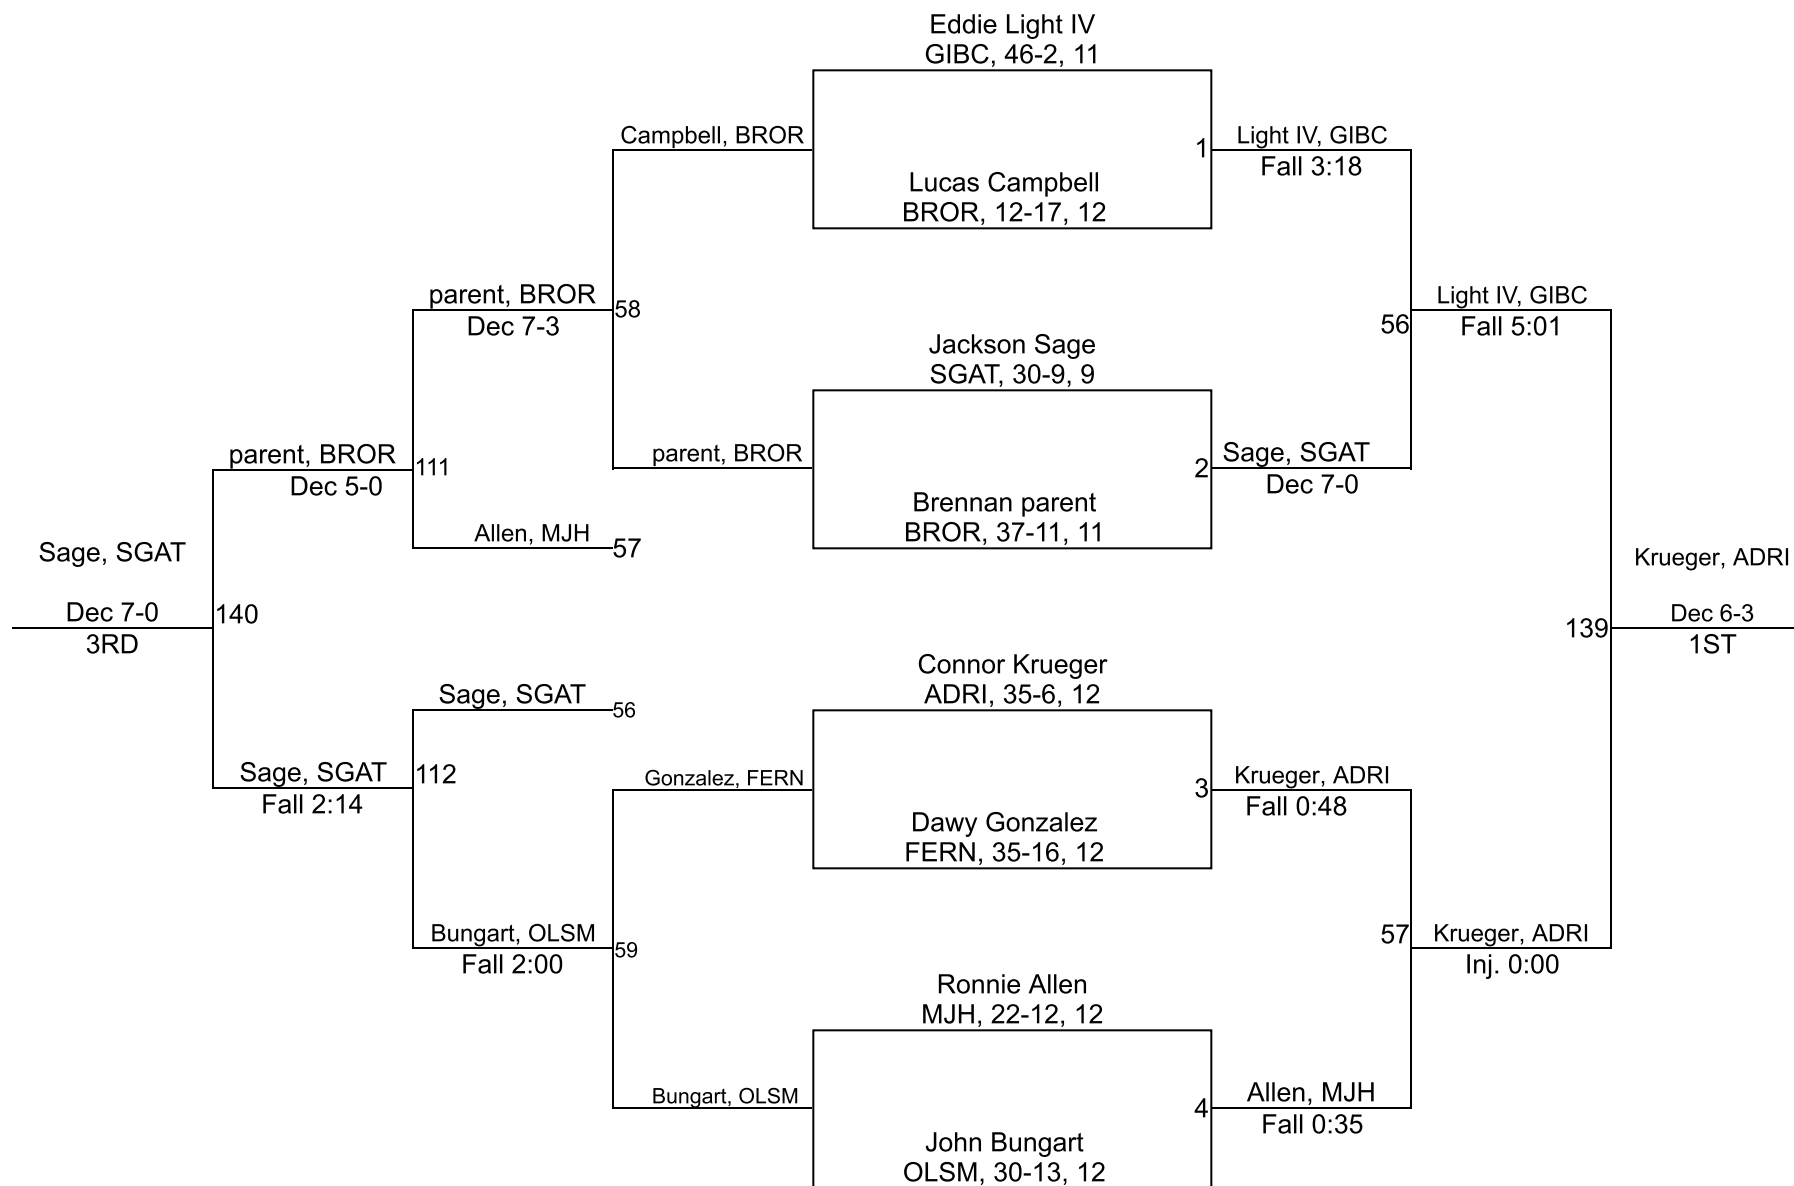 Eddie Light IV
GIBC, 46-2, 11
Campbell, BROR
1
Light IV, GIBC
Fall 3:18
Lucas Campbell
BROR, 12-17, 12
parent, BROR
Dec 7-3
58
Light IV, GIBC
56
Fall 5:01
Jackson Sage
SGAT, 30-9, 9
parent, BROR
Dec 5-0
111
parent, BROR
2
Sage, SGAT
Dec 7-0
Brennan parent
BROR, 37-11, 11
Allen, MJH
57
Sage, SGAT
Dec 7-0
3RD
140
Krueger, ADRI
139
Dec 6-3
1ST
Connor Krueger
ADRI, 35-6, 12
Sage, SGAT
56
Sage, SGAT
Fall 2:14
112
Gonzalez, FERN
3
Krueger, ADRI
Fall 0:48
Dawy Gonzalez
FERN, 35-16, 12
Bungart, OLSM
Fall 2:00
59
57
Krueger, ADRI
Inj. 0:00
Ronnie Allen
MJH, 22-12, 12
Bungart, OLSM
4
Allen, MJH
Fall 0:35
John Bungart
OLSM, 30-13, 12